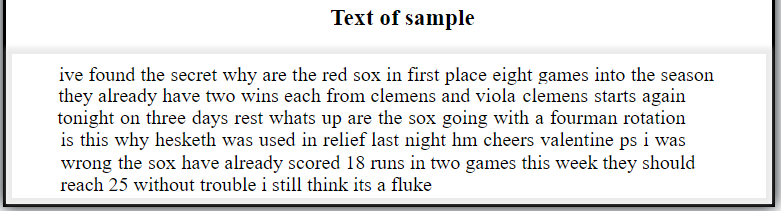 Text of sample
ive found the secret why are the red sox in first place eight games into the season
they already have two wins each from clemens and viola clemens starts again
tonight on three days rest whats up are the sox going with a fourman rotation
is this why hesketh was used in relief last night hm cheers valentine ps i was
wrong the sox have already scored 18 runs in two games this week they should
reach 25 without trouble i still think its a fluke